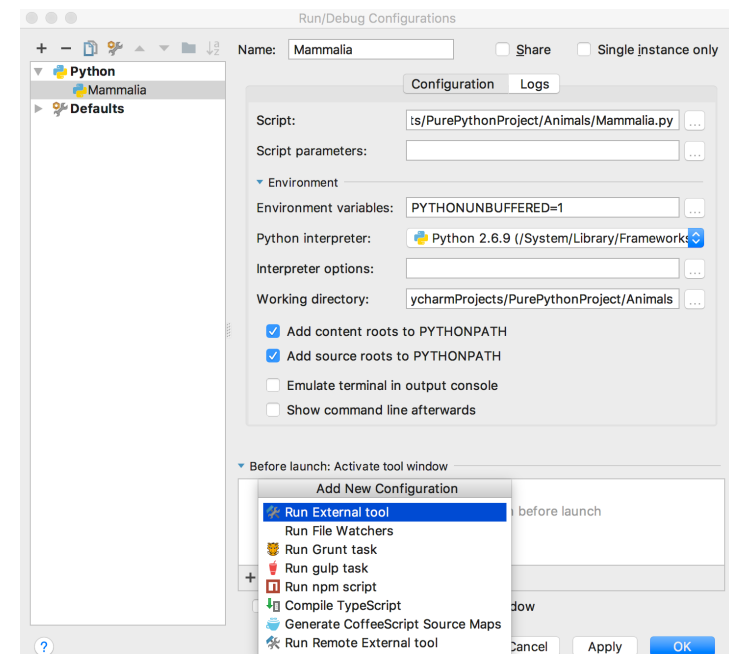 Run/Debug Configurations
Name: Mammalia Share Single instance only
Python
Mammalia
Defaults
Configuration Logs
Script: ts/PurePythonProject/Animals/Mammalia.py ...
Script parameters: ...
Environment
Environment variables: PYTHONUNBUFFERED=1 ...
Python interpreter: Python 2.6.9 (/System/Library/Frameworks
Interpreter options: ...
Working directory: ycharmProjects/PurePythonProject/Animals ...
Add content roots to PYTHONPATH
Add source roots to PYTHONPATH
Emulate terminal in output console
Show command line afterwards
Before launch: Activate tool window
Add New Configuration
Run External tool before launch
Run File Watchers
Run Grunt task
Run gulp task
Run npm script
Compile TypeScript dow
Generate CoffeeScript Source Maps
Run Remote External tool Cancel Apply OK
?